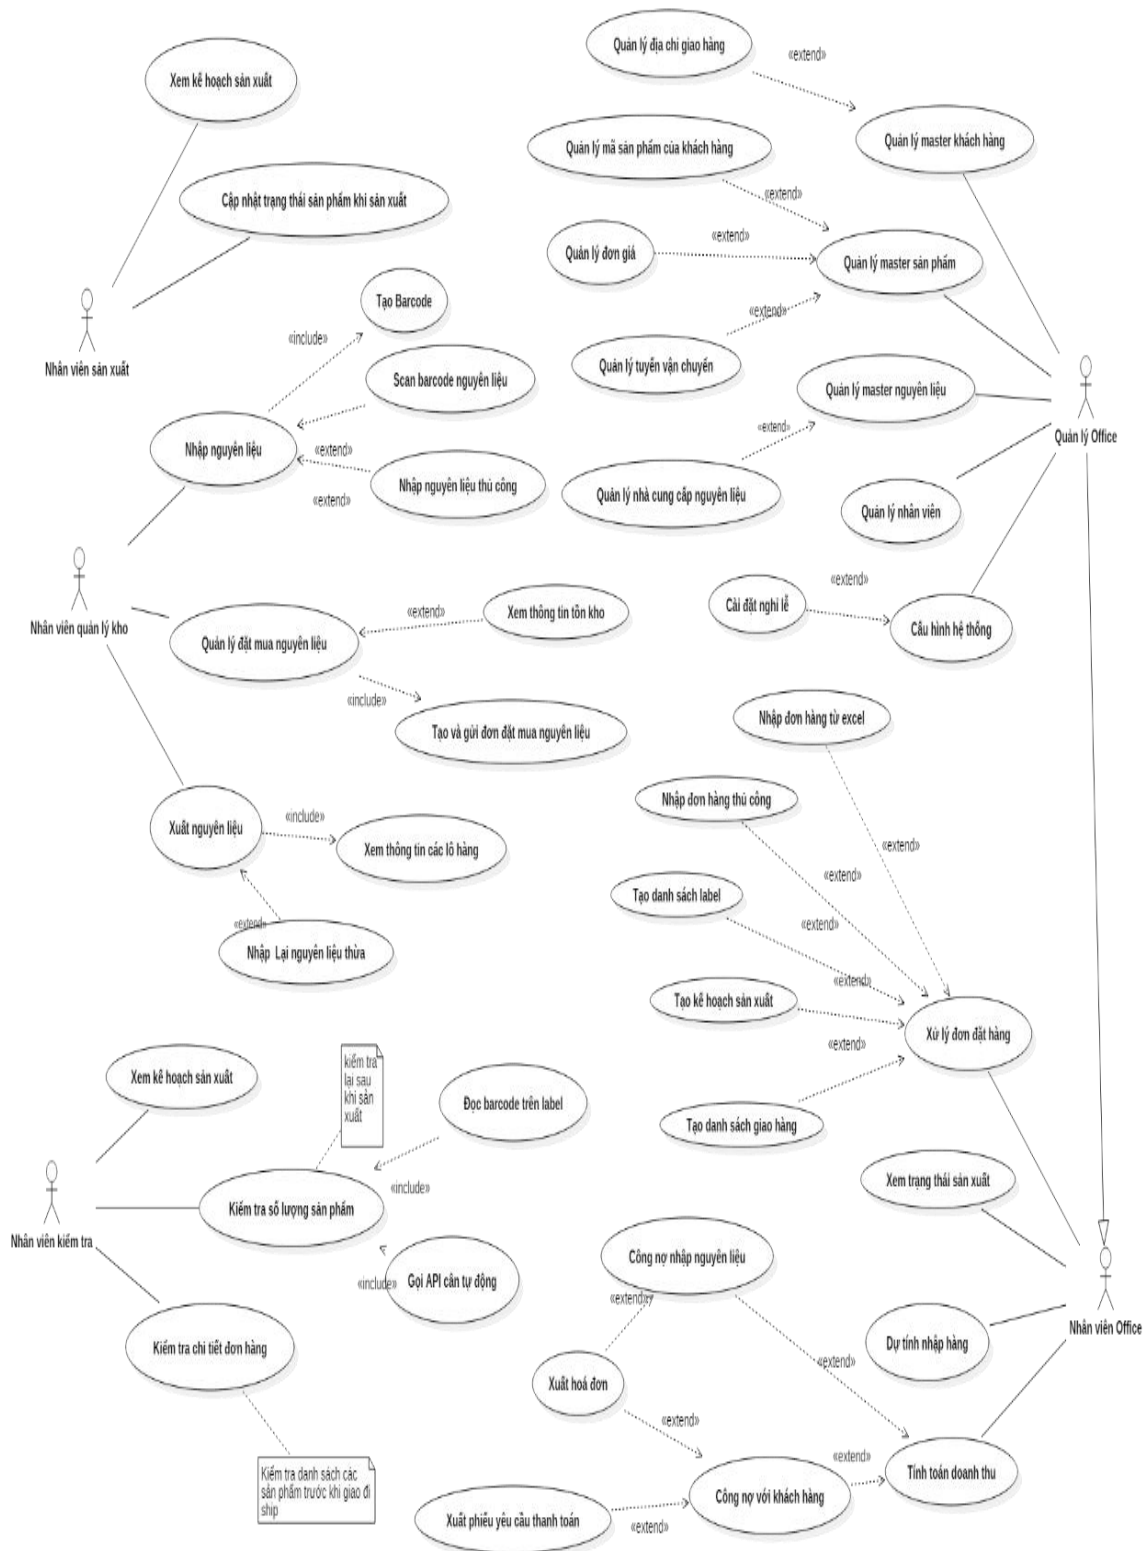 Quản lý địa chỉ giao hàng
«extend»
Xem kế hoạch sản xuất
Quản lý master khách hàng
Quản lý mã sản phẩm của khách hàng
«extend»
Cập nhật trạng thái sản phẩm khi sản xuất
«extend»
Quản lý đơn giá
Quản lý master sản phẩm
Tạo Barcode
«extend»
«include»
Nhân viên sản xuất
Quản lý tuyến vận chuyển
Scan barcode nguyên liệu
Quản lý master nguyên liệu
«extend»
Quản lý Office
Nhập nguyên liệu
«extend»
Nhập nguyên liệu thủ công
«extend»
Quản lý nhà cung cấp nguyên liệu
Quản lý nhân viên
«extend»
Cài đặt nghỉ lễ
Xem thông tin tồn kho
«extend»
Nhân viên quản lý kho
Cấu hình hệ thống
Quản lý đặt mua nguyên liệu
«include»
Nhập đơn hàng từ excel
Tạo và gửi đơn đặt mua nguyên liệu
Nhập đơn hàng thủ công
«include»
Xuất nguyên liệu
Xem thông tin các lô hàng
«extend»
«extend»
Tạo danh sách label
«extend»
«extend»
Nhập Lại nguyên liệu thừa
«extend»
Tạo kế hoạch sản xuất
Xử lý đơn đặt hàng
«extend»
kiểm tra
lại sau
khi sản
xuất
Xem kế hoạch sản xuất
Đọc barcode trên label
Tạo danh sách giao hàng
Xem trạng thái sản xuất
«include»
Kiểm tra số lượng sản phẩm
Nhân viên kiểm tra
Công nợ nhập nguyên liệu
«include»
Gọi API cân tự động
«extend»
Nhân viên Office
Dự tính nhập hàng
Kiểm tra chi tiết đơn hàng
«extend»
Xuất hoá đơn
«extend»
«extend»
Kiểm tra danh sách các
sản phẩm trước khi giao đi
ship
Tính toán doanh thu
Công nợ với khách hàng
Xuất phiếu yêu cầu thanh toán
«extend»